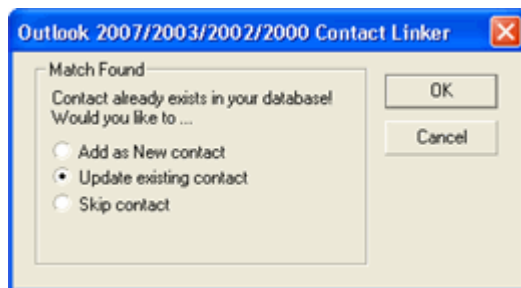 Outlook 2007/2003/2002/2000 Contact Linker
Match Found
Contact already exists in your database!
Would you like to ...
Add as New contact
Update existing contact
Skip contact
OK
Cancel